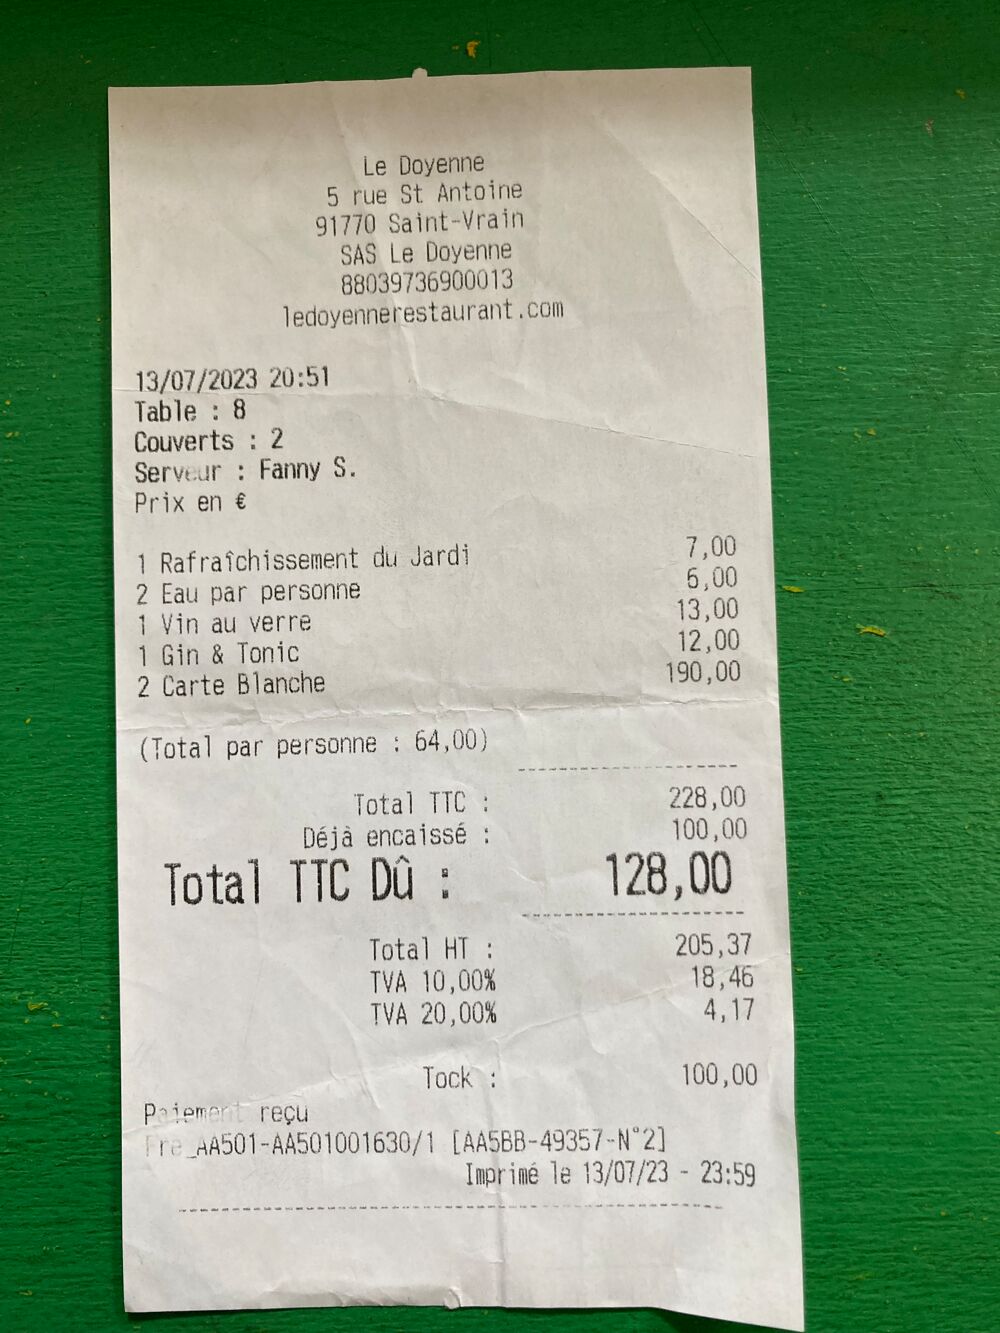 Le Doyenne
5 rue St Antoine
91770 Saint-Vrain
SAS Le Doyenne
88039736900013
ledoyennerestaurant.com
13/07/2023 20:51
Table : 8
Couverts : 2
Serveur : Fanny S.
Prix en €
1 Rafraîchissement du Jardi 7,00
2 Eau par personne 6,00
1 Vin au verre 13,00
1 Gin & Tonic 12,00
2 Carte Blanche 190,00
(Total par personne : 64,00)
Total TTC : 228,00
Déjà encaissé : 100,00
Total TTC Dû : 128,00
Total HT : 205,37
TVA 10,00% 18,46
TVA 20,00% 4,17
Tock : 100,00
Paiement reçu
Pre_AA501-AA501001630/1 [AA5BB-49357-N°2]
Imprimé le 13/07/23 - 23:59